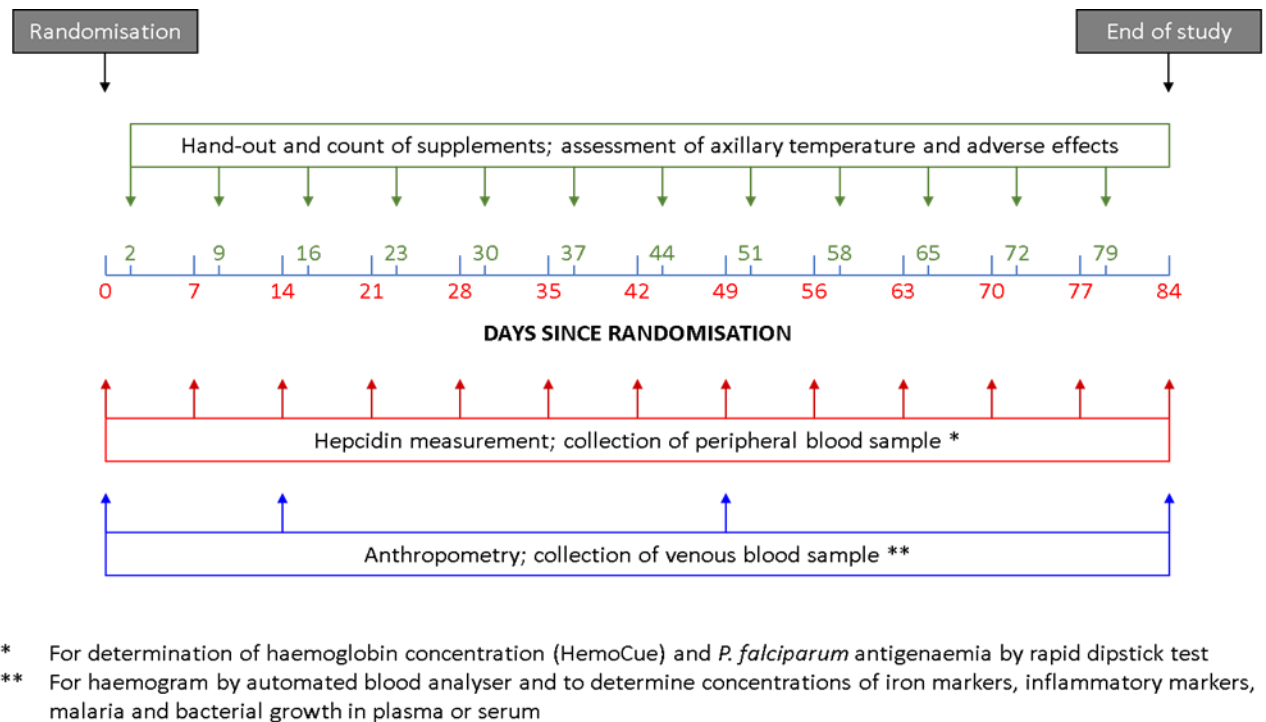 Randomisation
End of study
Hand-out and count of supplements; assessment of axillary temperature and adverse effects
2 9 16 23 30 37 44 51 58 65 72 79
0 7 14 21 28 35 42 49 56 63 70 77 84
DAYS SINCE RANDOMISATION
Hepcidin measurement; collection of peripheral blood sample *
Anthropometry; collection of venous blood sample **
* For determination of haemoglobin concentration (HemoCue) and P. falciparum antigenaemia by rapid dipstick test
** For haemogram by automated blood analyser and to determine concentrations of iron markers, inflammatory markers,
malaria and bacterial growth in plasma or serum